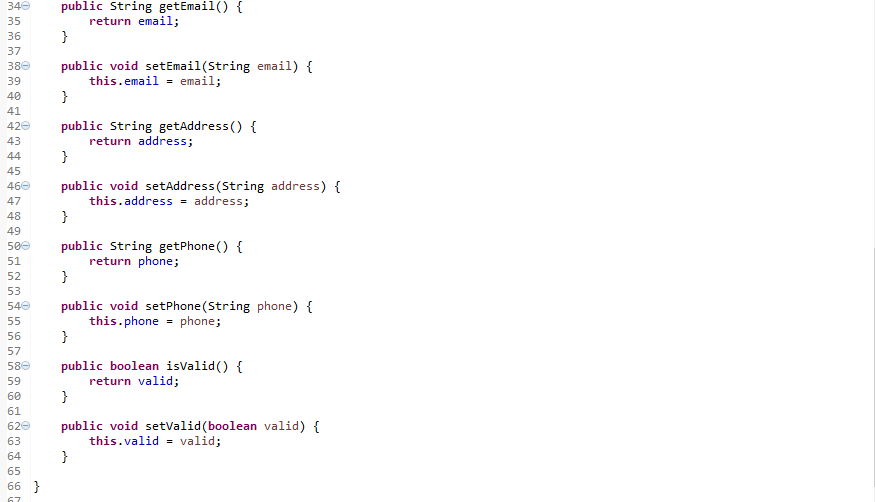 34 public String getEmail() {
35 return email;
36 }
37
38 public void setEmail(String email) {
39 this.email = email;
40 }
41
42 public String getAddress() {
43 return address;
44 }
45
46 public void setAddress(String address) {
47 this.address = address;
48 }
49
50 public String getPhone() {
51 return phone;
52 }
53
54 public void setPhone(String phone) {
55 this.phone = phone;
56 }
57
58 public boolean isValid() {
59 return valid;
60 }
61
62 public void setValid(boolean valid) {
63 this.valid = valid;
64 }
65
66 }
67